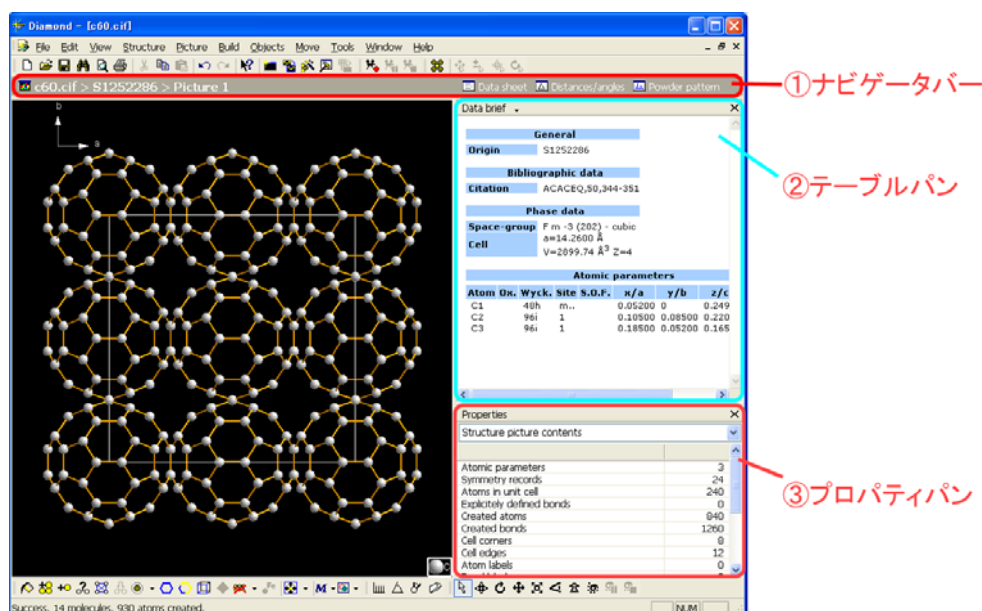 Diamond - [c60.cif]
File Edit View Structure Picture Build Objects Move Tools Window Help
c60.cif > S1252286 > Picture 1
Data sheet Distances/angles Powder pattern
①ナビゲータバー
b
a
Data brief
General
Origin S1252286
Bibliographic data
Citation ACACEQ,50,344-351
Phase data
Space-group F m -3 (202) - cubic
Cell a=14.2600 Å
V=2899.74 Å3 Z=4
Atomic parameters
Atom Ox. Wyck. Site S.O.F. x/a y/b z/c
C1 48h m.. 0.05200 0 0.249
C2 96i 1 0.10500 0.08500 0.220
C3 96i 1 0.18500 0.05200 0.165
②テーブルパン
Properties
Structure picture contents
Atomic parameters 3
Symmetry records 24
Atoms in unit cell 240
Explicitely defined bonds 0
Created atoms 840
Created bonds 1260
Cell corners 8
Cell edges 12
Atom labels 0
③プロパティパン
C
M
Success. 14 molecules, 930 atoms created.
NUM